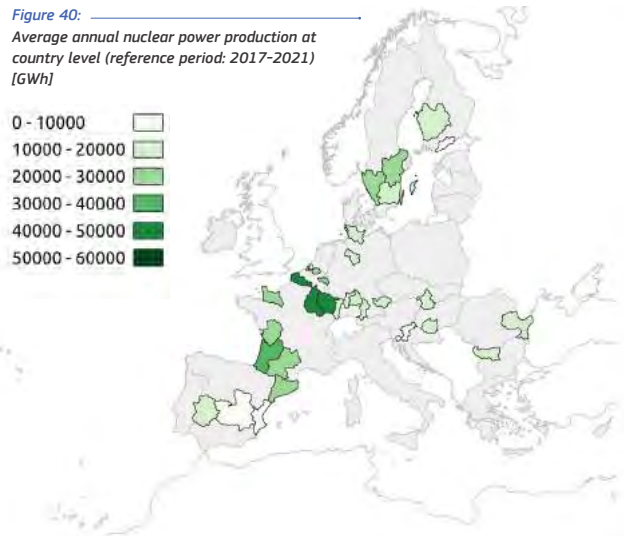 Figure 40:
Average annual nuclear power production at
country level (reference period: 2017-2021)
[GWh]
0 - 10000
10000 - 20000
20000 - 30000
30000 - 40000
40000 - 50000
50000 - 60000